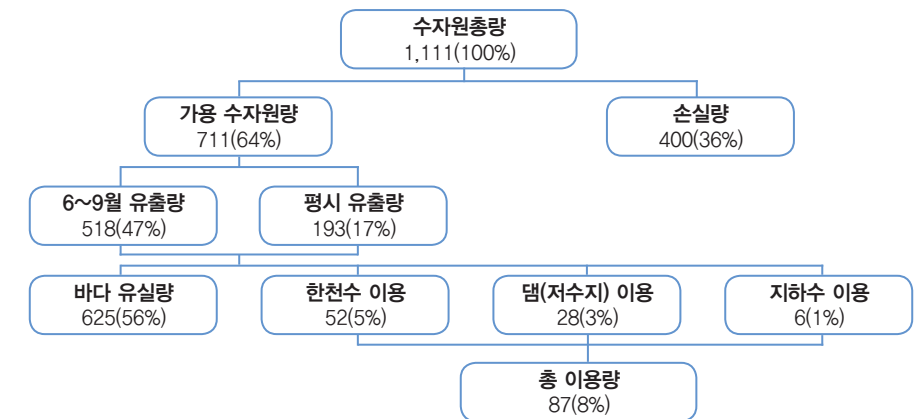 수자원총량
1,111(100%)
가용 수자원량
711(64%)
손실량
400(36%)
6~9월 유출량
518(47%)
평시 유출량
193(17%)
바다 유실량
625(56%)
한천수 이용
52(5%)
댐(저수지) 이용
28(3%)
지하수 이용
6(1%)
총 이용량
87(8%)